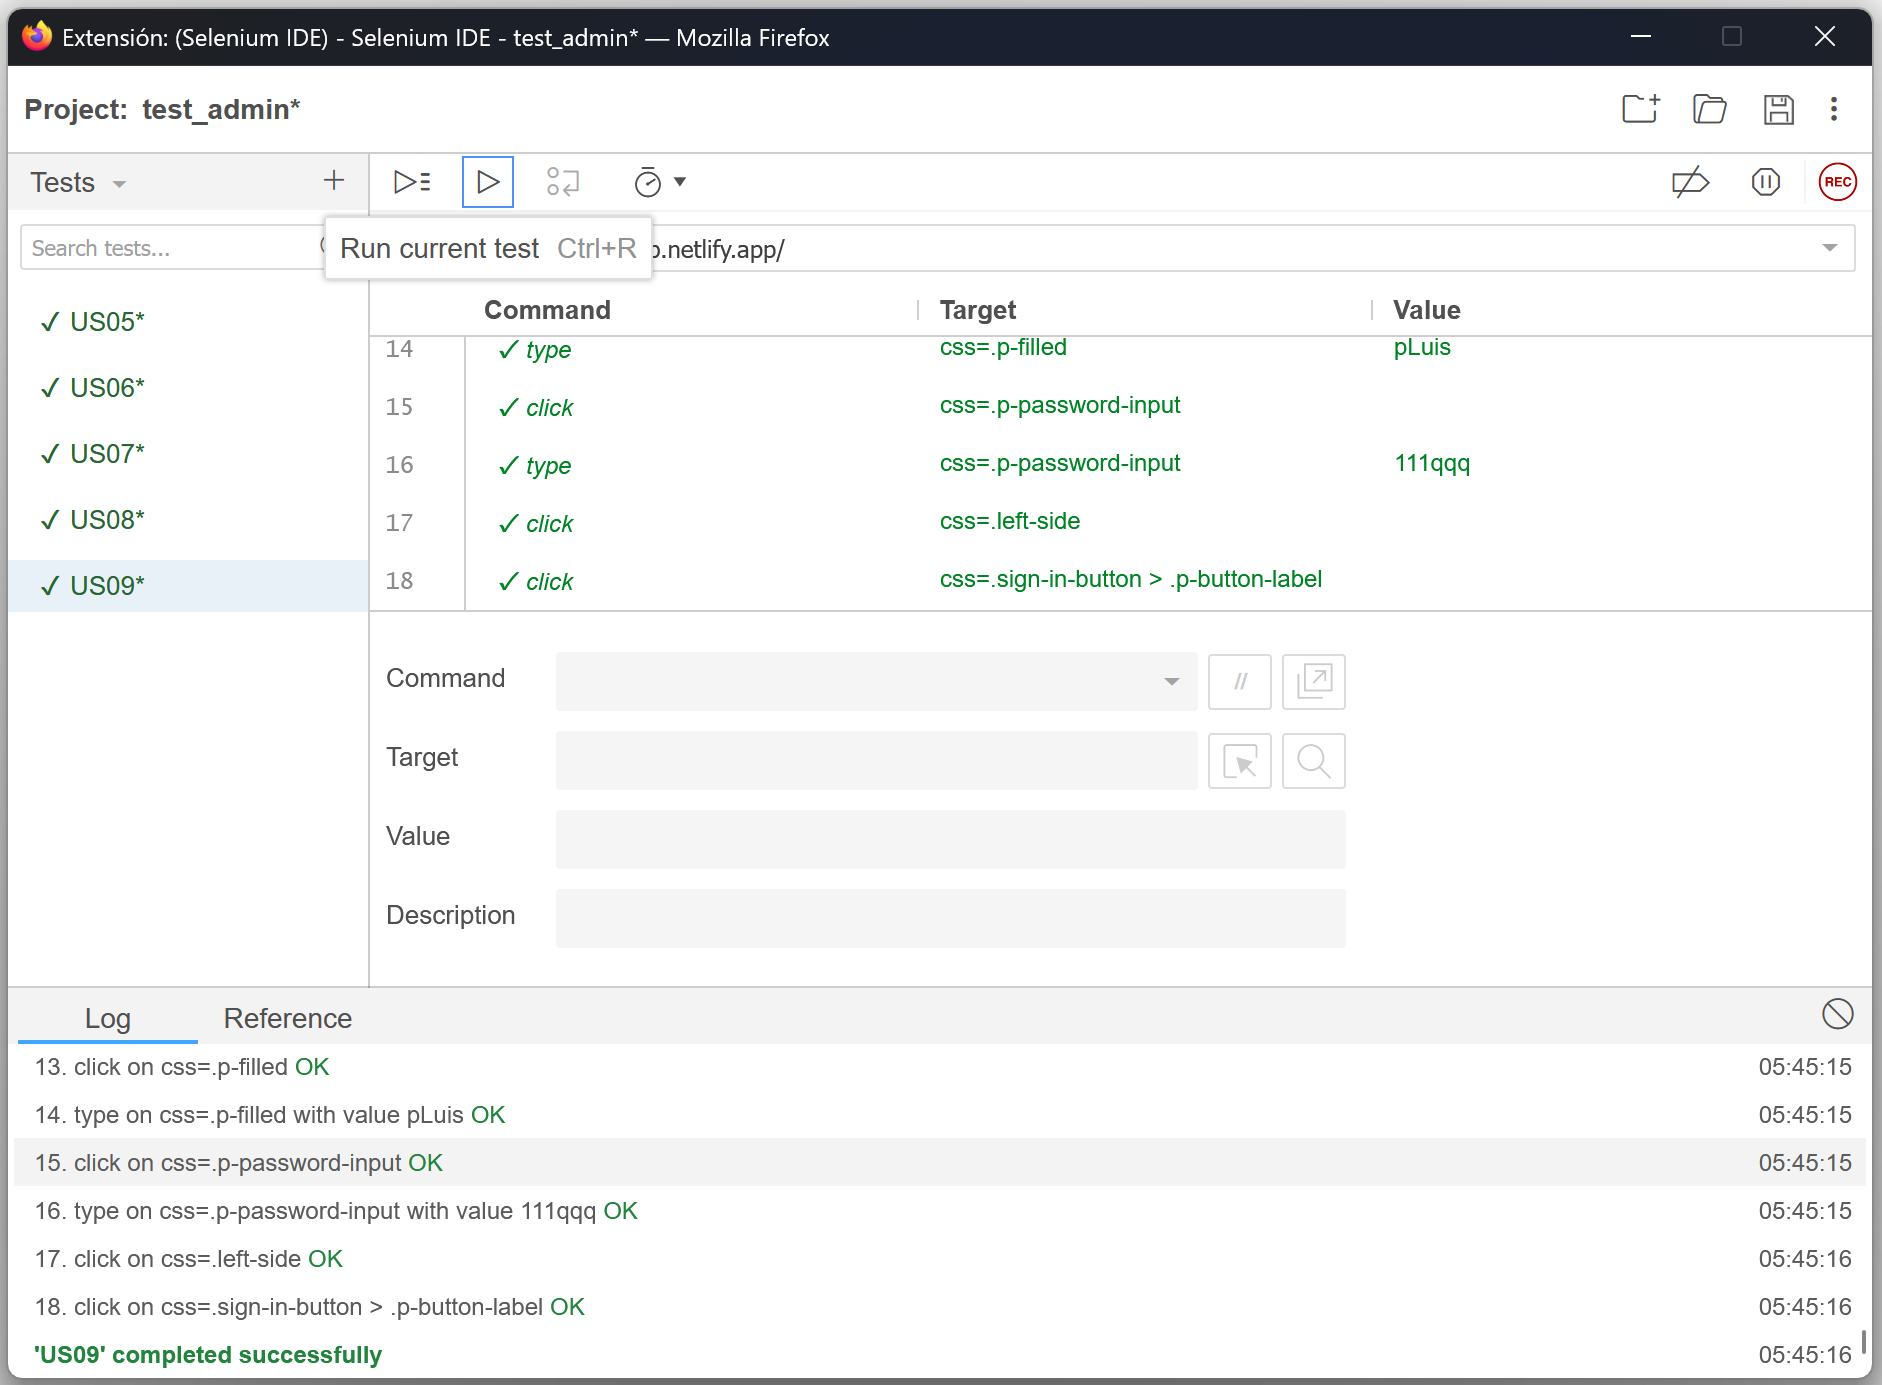 Extensión: (Selenium IDE) - Selenium IDE - test_admin* — Mozilla Firefox
Project: test_admin*
Tests
REC
Search tests...
Run current test Ctrl+R
.netlify.app/
Command Target Value
US05*
US06*
US07*
US08*
US09*
14 type css=.p-filled pLuis
15 click css=.p-password-input
16 type css=.p-password-input 111qqq
17 click css=.left-side
18 click css=.sign-in-button > .p-button-label
Command //
Target
Value
Description
Log Reference
13. click on css=.p-filled OK 05:45:15
14. type on css=.p-filled with value pLuis OK 05:45:15
15. click on css=.p-password-input OK 05:45:15
16. type on css=.p-password-input with value 111qqq OK 05:45:15
17. click on css=.left-side OK 05:45:16
18. click on css=.sign-in-button > .p-button-label OK 05:45:16
'US09' completed successfully 05:45:16